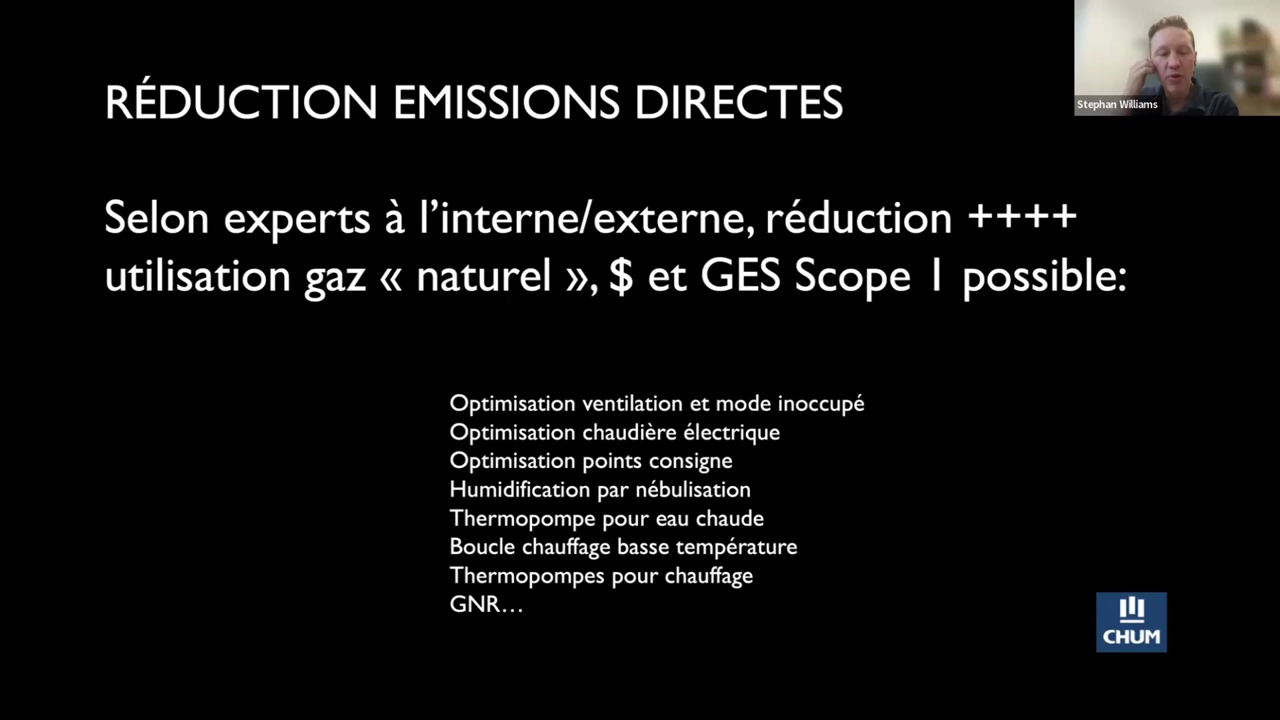 RÉDUCTION EMISSIONS DIRECTES
Stephan Williams
Selon experts à l’interne/externe, réduction ++++
utilisation gaz « naturel », $ et GES Scope 1 possible:
Optimisation ventilation et mode inoccupé
Optimisation chaudière électrique
Optimisation points consigne
Humidification par nébulisation
Thermopompe pour eau chaude
Boucle chauffage basse température
Thermopompes pour chauffage
GNR…
CHUM